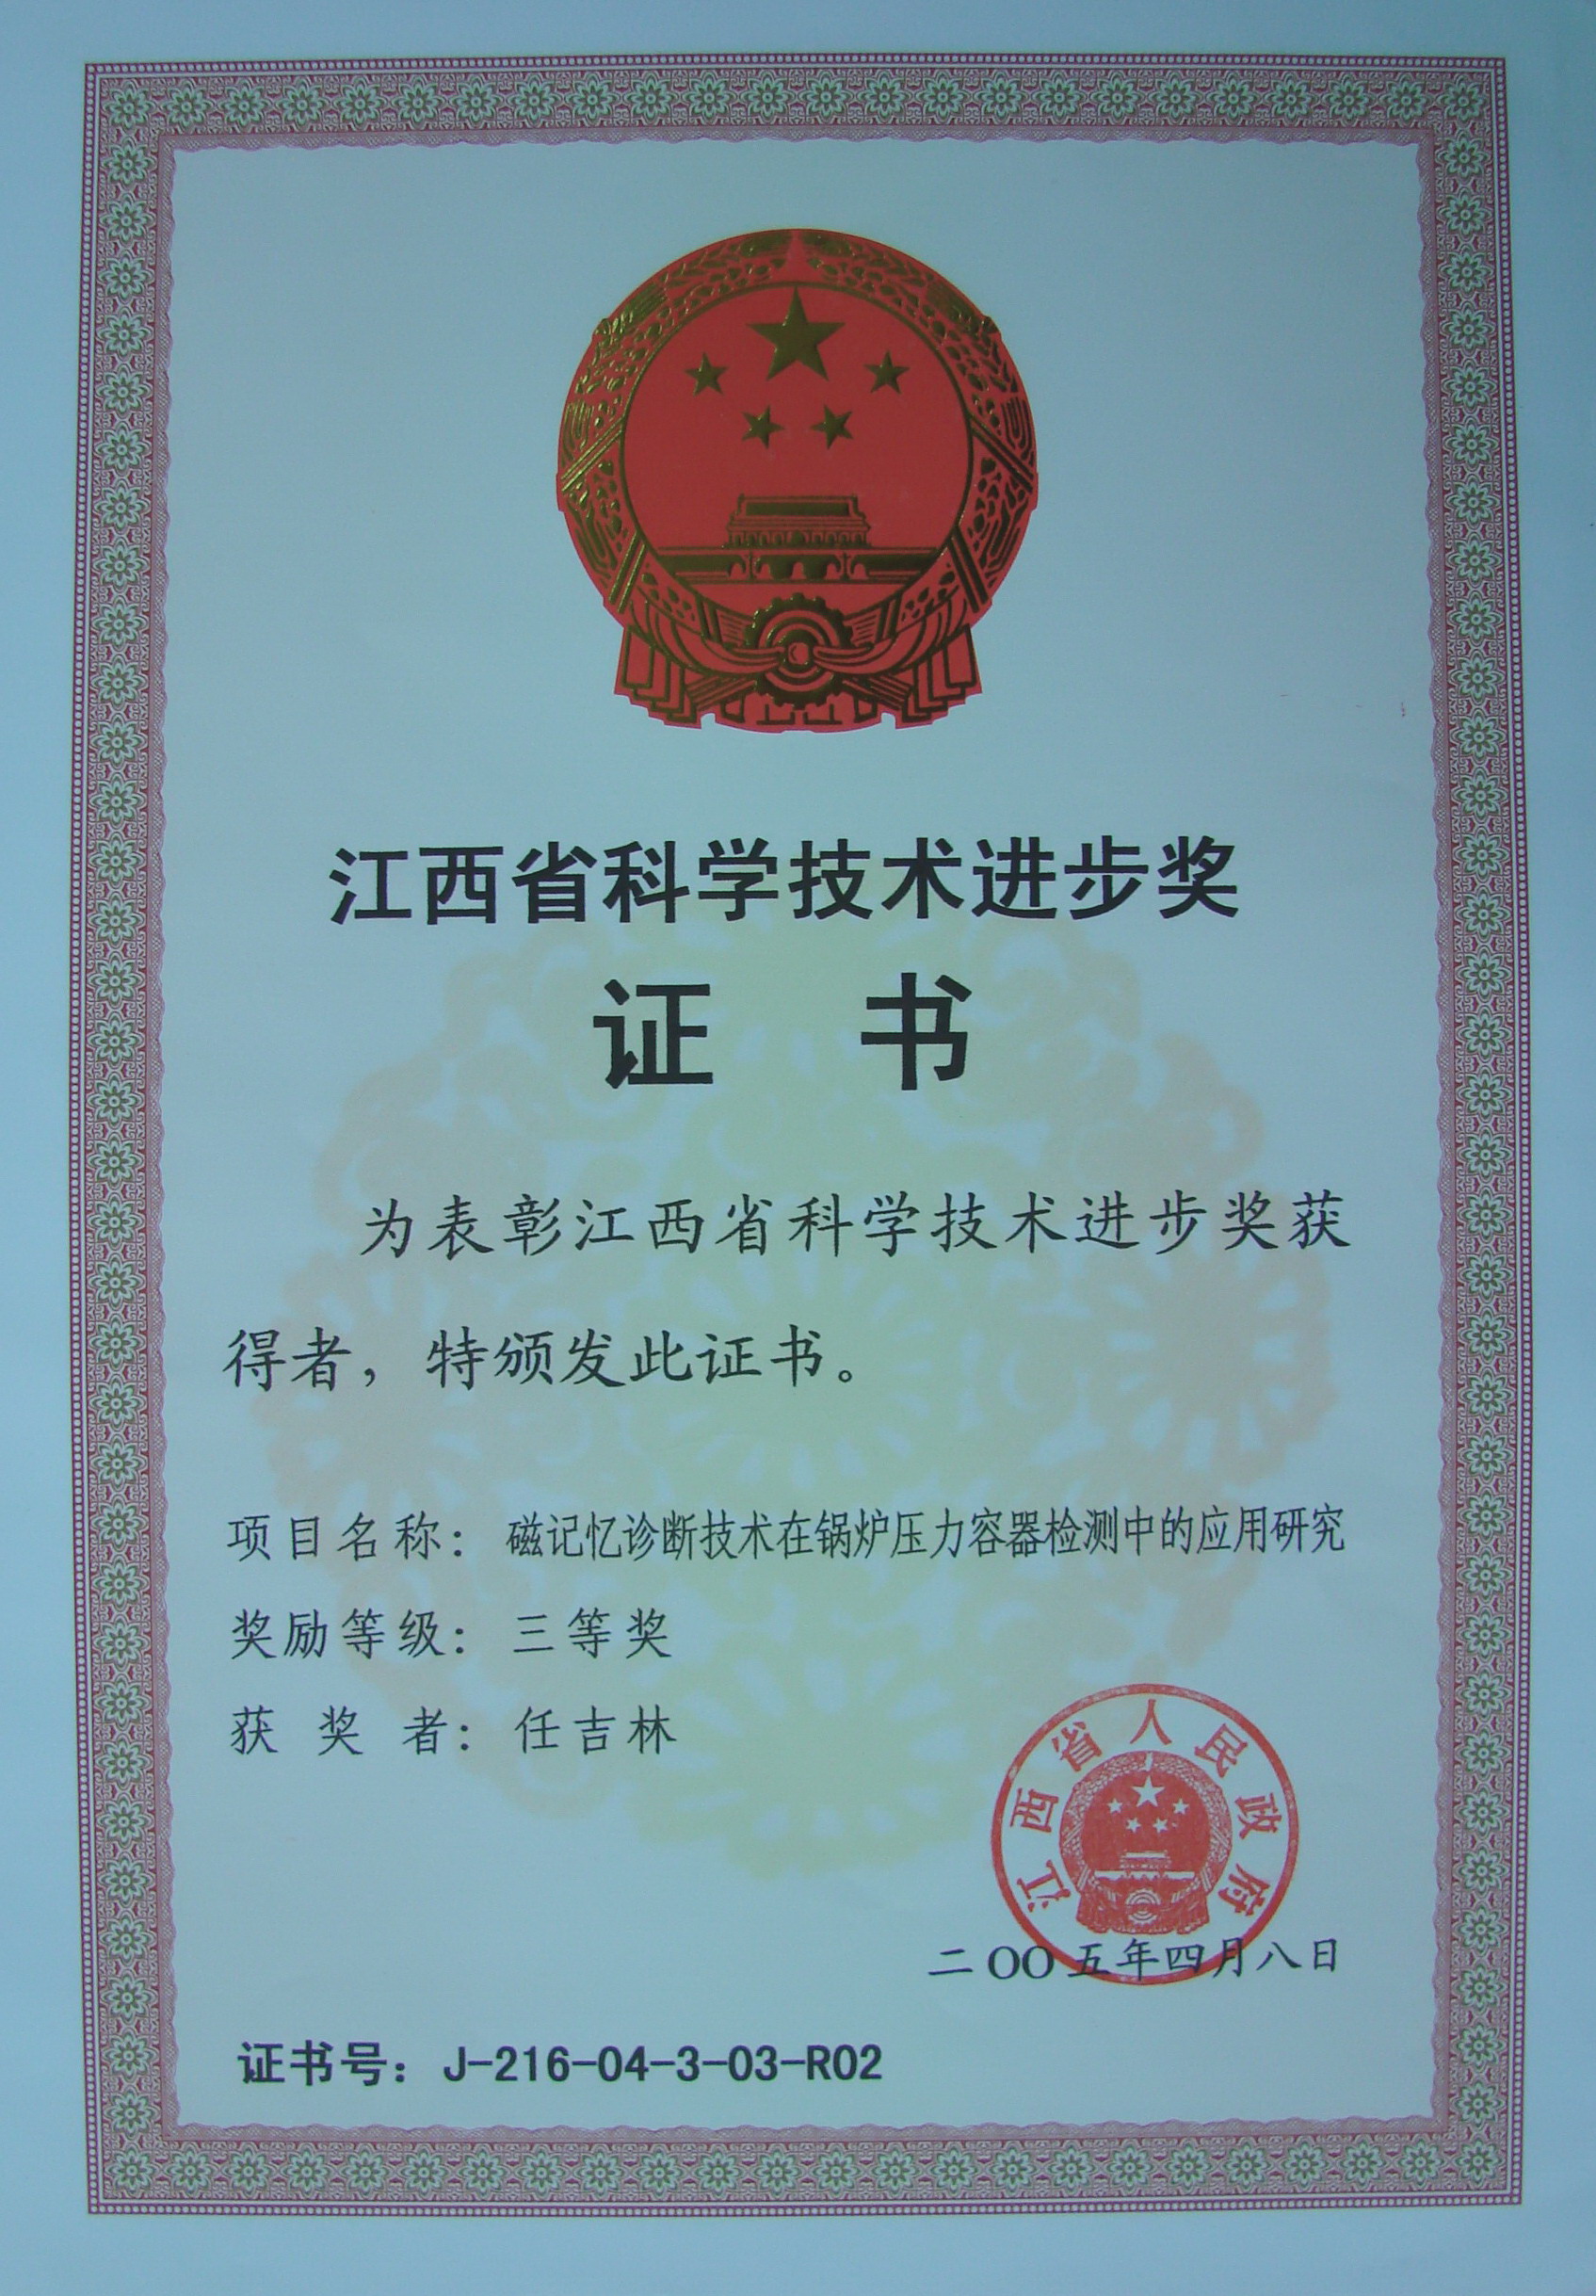 江西省科学技术进步奖
证书
为表彰江西省科学技术进步奖获
得者，特颁发此证书。
项目名称：磁记忆诊断技术在锅炉压力容器检测中的应用研究
奖励等级：三等奖
获奖者：任吉林
江西省人民政府
二〇〇五年四月八日
证书号：J-216-04-3-03-R02